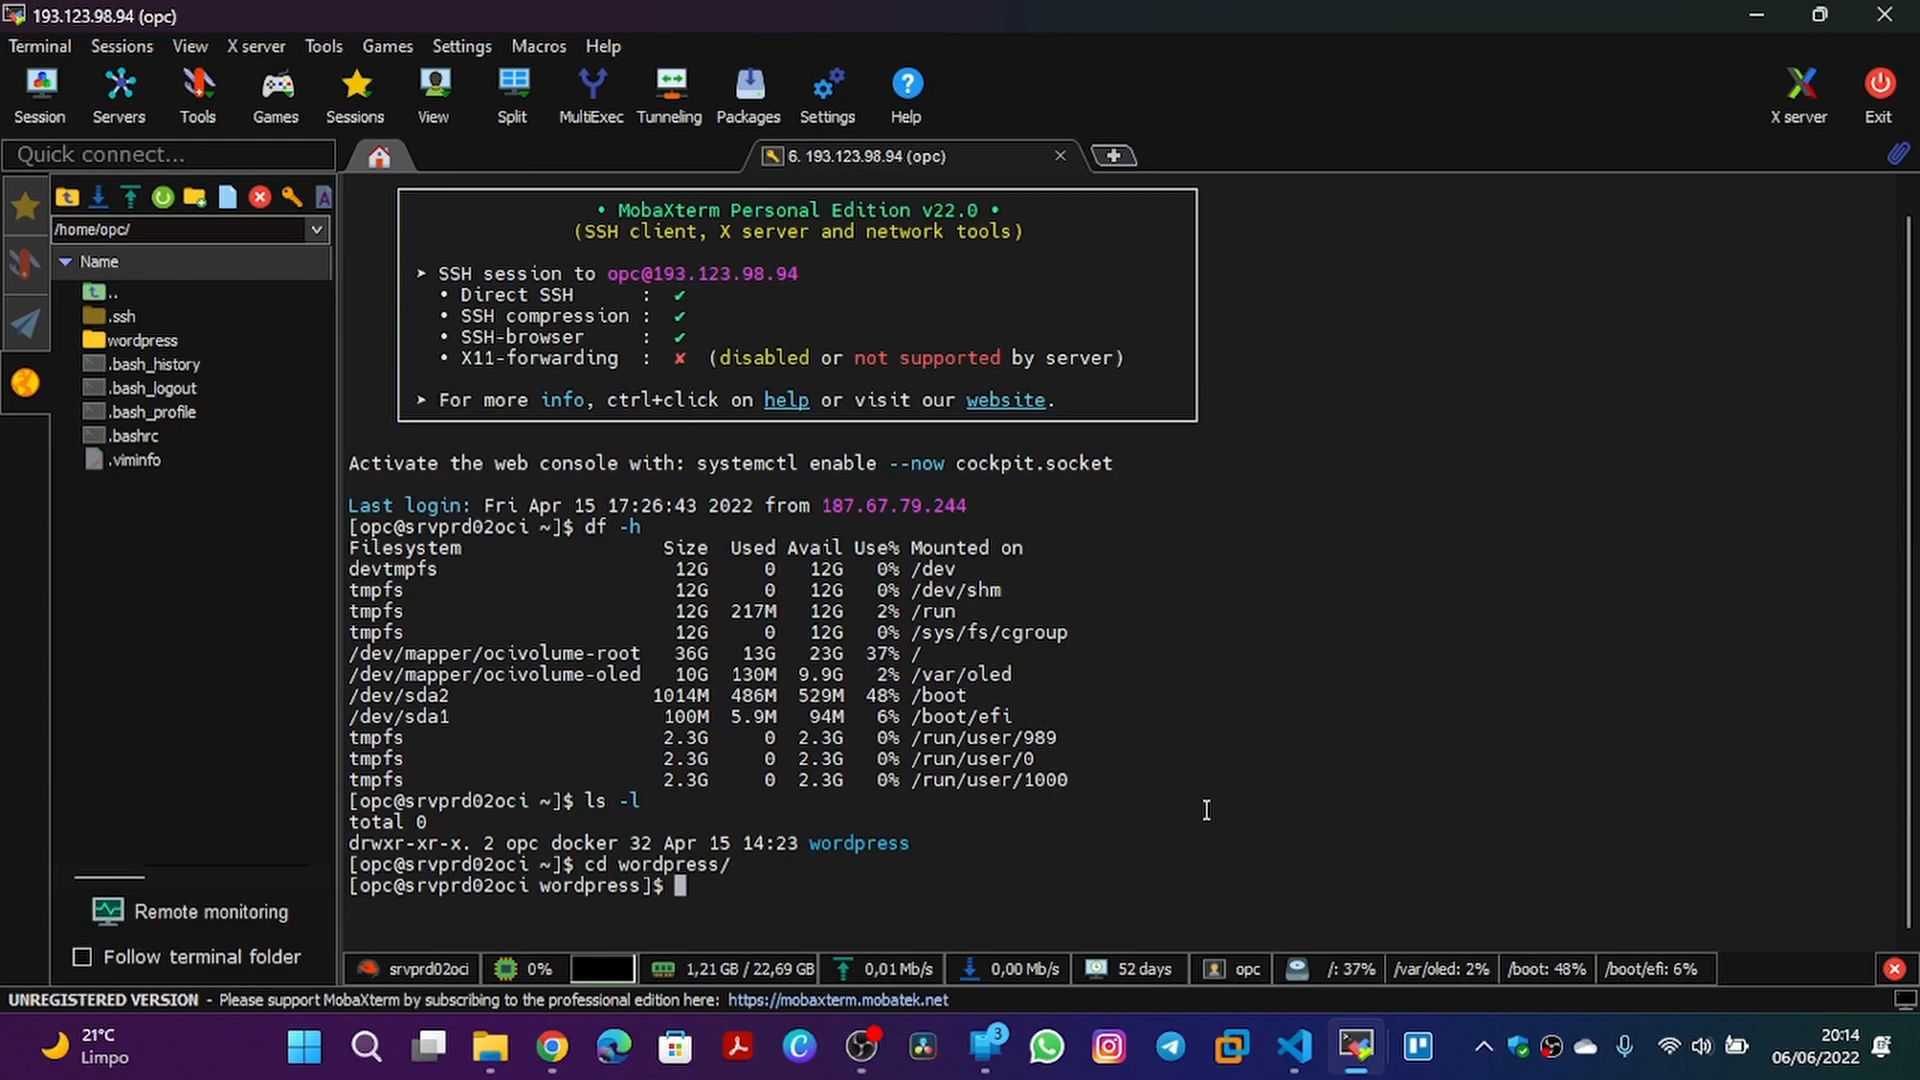 193.123.98.94 (opc)
Terminal Sessions View X server Tools Games Settings Macros Help
Session Servers Tools Games Sessions View Split MultiExec Tunneling Packages Settings Help X server Exit
Quick connect...
6. 193.123.98.94 (opc)
/home/opc/
Name
..
.ssh
wordpress
.bash_history
.bash_logout
.bash_profile
.bashrc
.viminfo
Remote monitoring
Follow terminal folder
• MobaXterm Personal Edition v22.0 •
(SSH client, X server and network tools)
➤ SSH session to opc@193.123.98.94
• Direct SSH : ✔
• SSH compression : ✔
• SSH-browser : ✔
• X11-forwarding : ✘ (disabled or not supported by server)
➤ For more info, ctrl+click on help or visit our website.
Activate the web console with: systemctl enable --now cockpit.socket
Last login: Fri Apr 15 17:26:43 2022 from 187.67.79.244
[opc@srvprd02oci ~]$ df -h
Filesystem Size Used Avail Use% Mounted on
devtmpfs 12G 0 12G 0% /dev
tmpfs 12G 0 12G 0% /dev/shm
tmpfs 12G 217M 12G 2% /run
tmpfs 12G 0 12G 0% /sys/fs/cgroup
/dev/mapper/ocivolume-root 36G 13G 23G 37% /
/dev/mapper/ocivolume-oled 10G 130M 9.9G 2% /var/oled
/dev/sda2 1014M 486M 529M 48% /boot
/dev/sda1 100M 5.9M 94M 6% /boot/efi
tmpfs 2.3G 0 2.3G 0% /run/user/989
tmpfs 2.3G 0 2.3G 0% /run/user/0
tmpfs 2.3G 0 2.3G 0% /run/user/1000
[opc@srvprd02oci ~]$ ls -l
total 0
drwxr-xr-x. 2 opc docker 32 Apr 15 14:23 wordpress
[opc@srvprd02oci ~]$ cd wordpress/
[opc@srvprd02oci wordpress]$
srvprd02oci 0% 1,21 GB / 22,69 GB 0,01 Mb/s 0,00 Mb/s 52 days opc /: 37% /var/oled: 2% /boot: 48% /boot/efi: 6%
UNREGISTERED VERSION - Please support MobaXterm by subscribing to the professional edition here: https://mobaxterm.mobatek.net
21°C
Limpo
3
20:14
06/06/2022